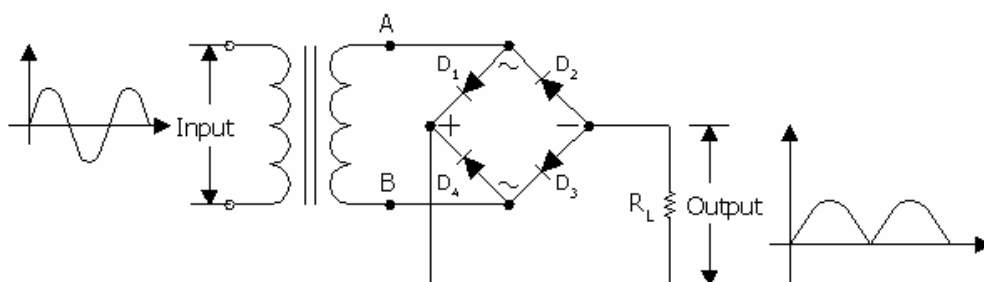 A
D1
D2
Input
+
−
B
D4
D3
RL
Output
~
~